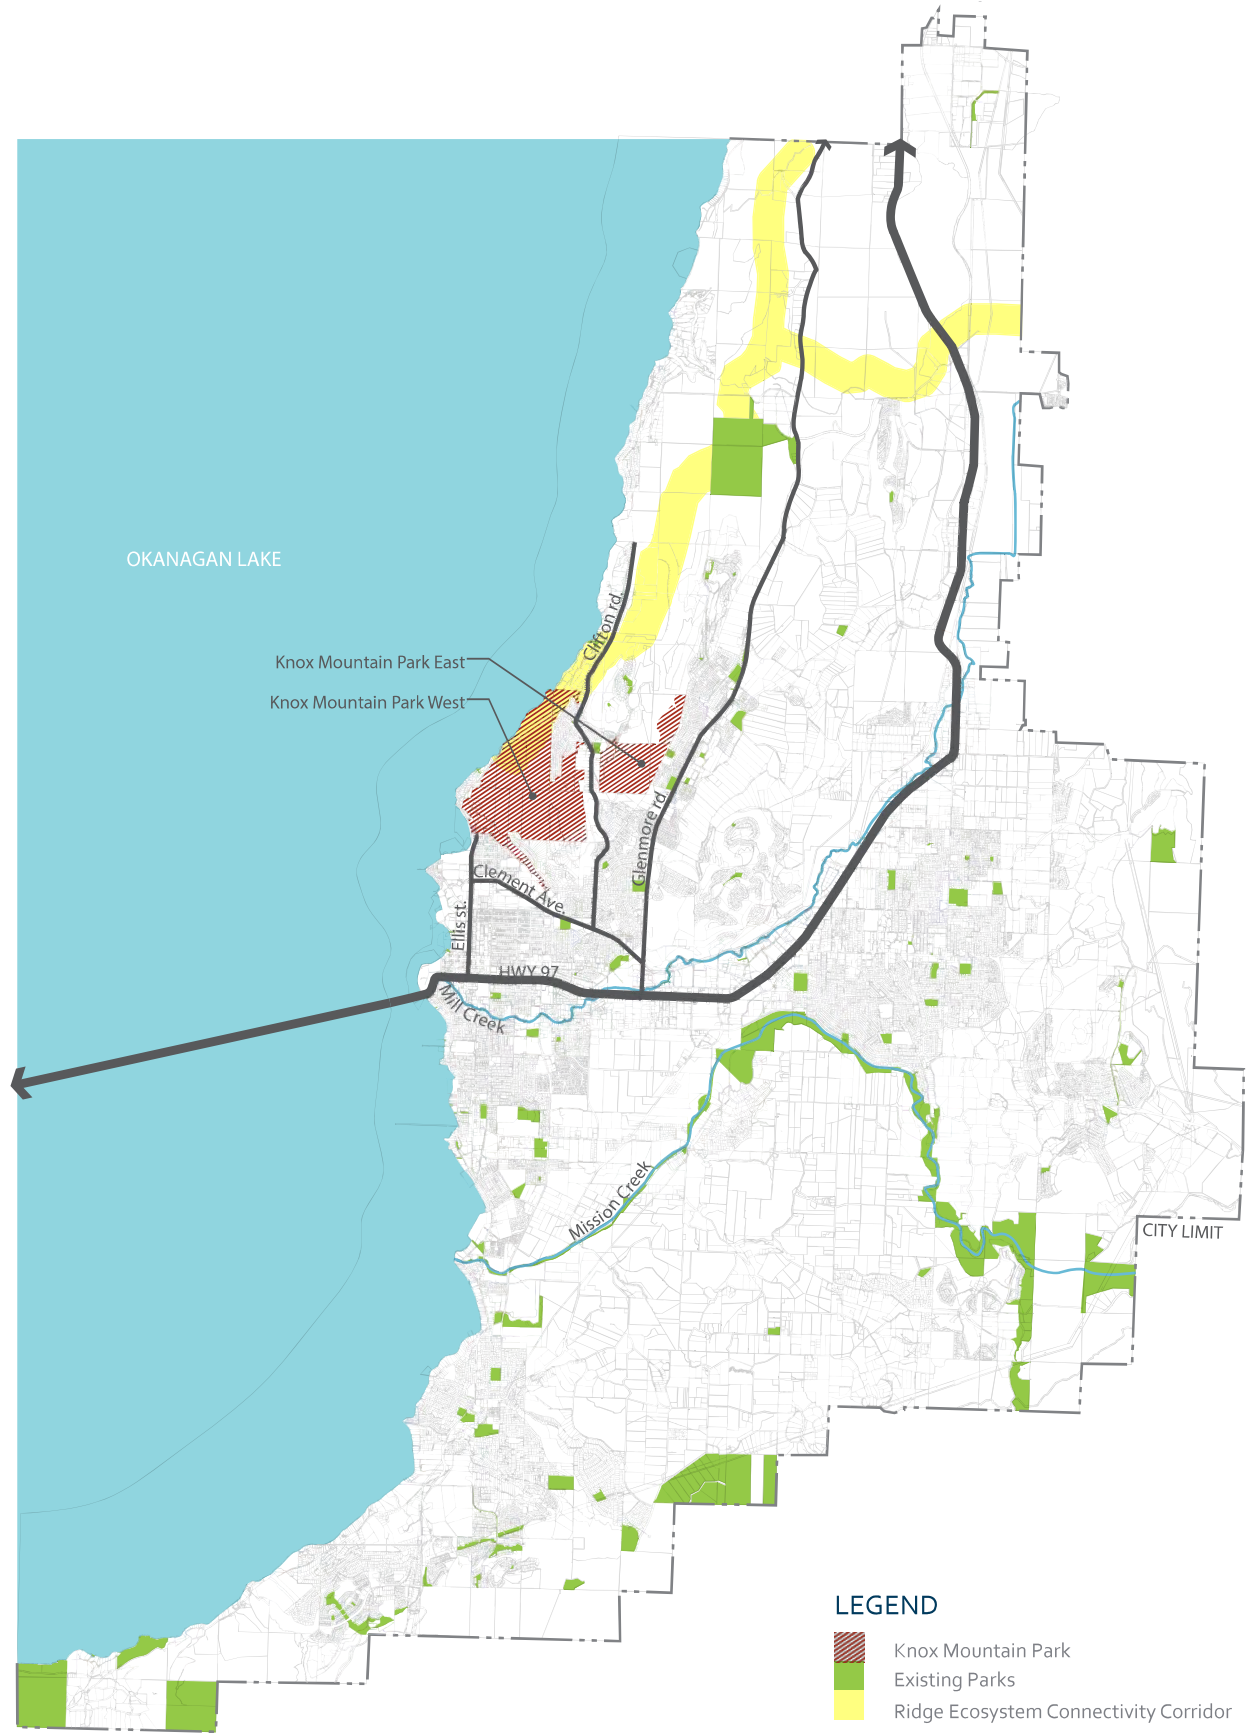 OKANAGAN LAKE
Clifton rd.
Knox Mountain Park East
Knox Mountain Park West
Glenmore rd.
Clement Ave.
Ellis st.
HWY 97
Mill Creek
Mission Creek
CITY LIMIT
LEGEND
Knox Mountain Park
Existing Parks
Ridge Ecosystem Connectivity Corridor